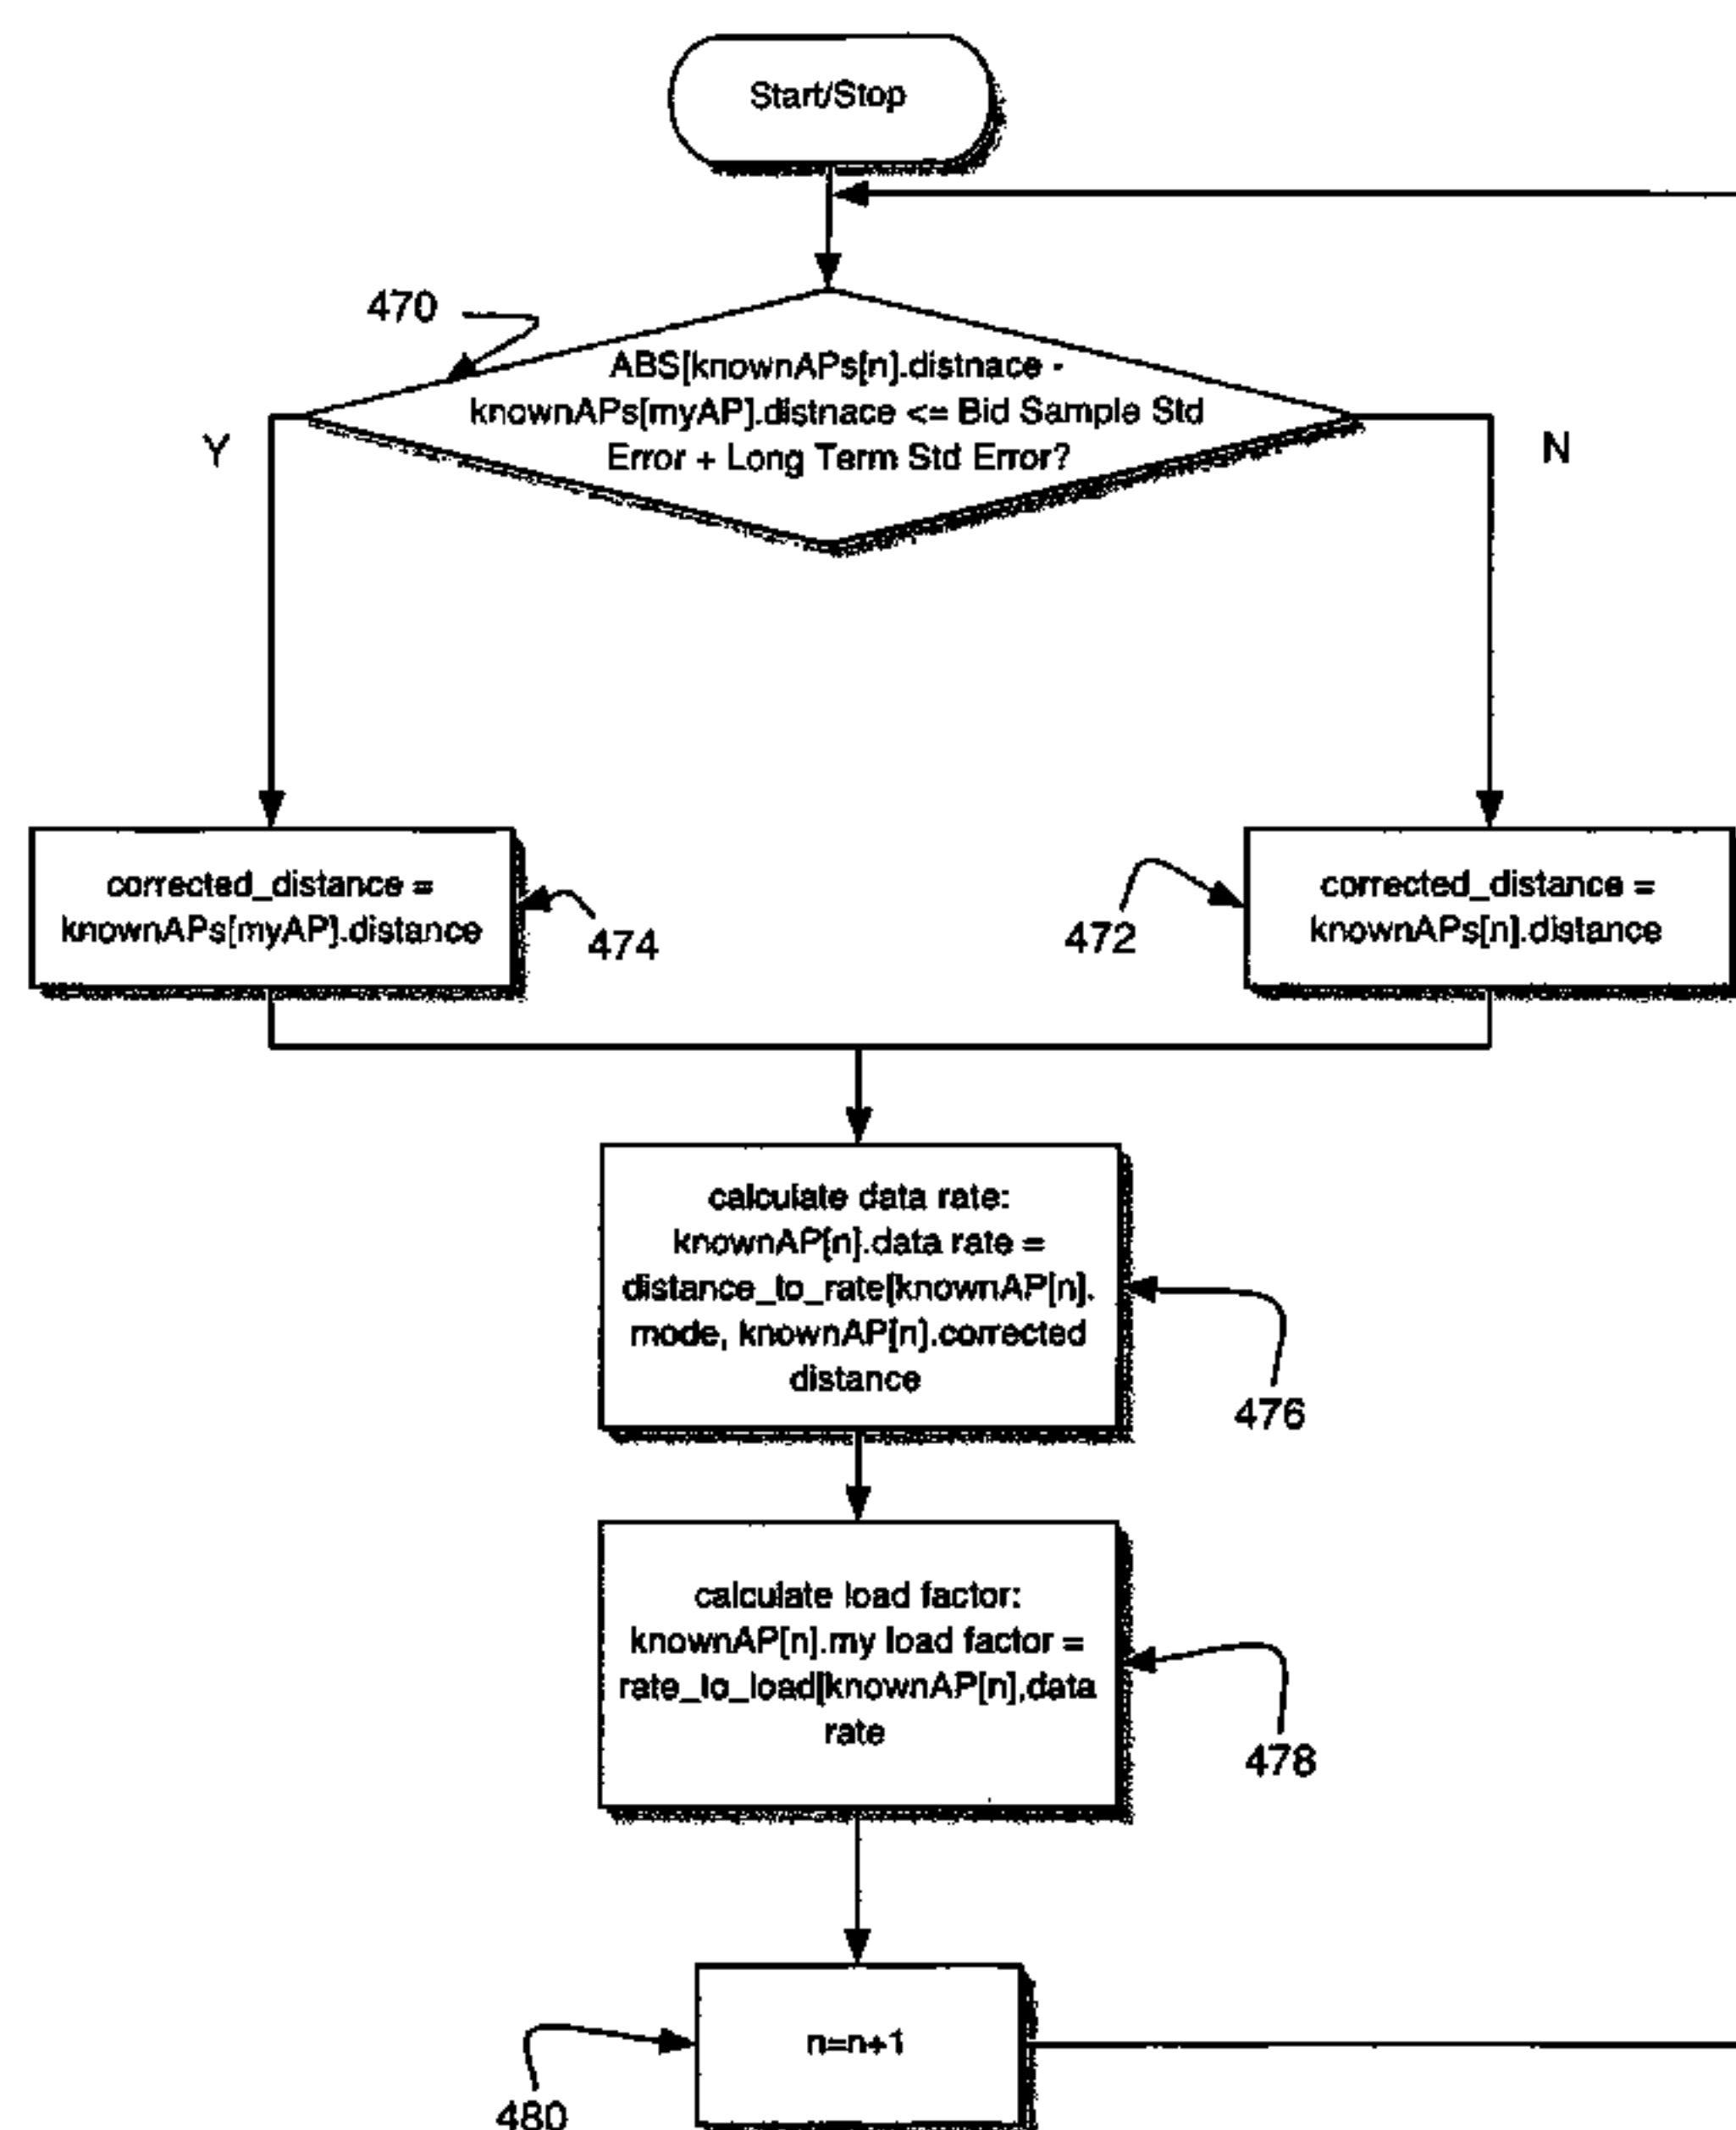 Start/Stop
470
ABS[knownAPs[n].distnace -
knownAPs[myAP].distnace <= Bid Sample Std
Error + Long Term Std Error?
Y
N
corrected_distance =
knownAPs[myAP].distance
474
472
corrected_distance =
knownAPs[n].distance
calculate data rate:
knownAP[n].data rate =
distance_to_rate[knownAP[n].
mode, knownAP[n].corrected
distance
476
calculate load factor:
knownAP[n].my load factor =
rate_to_load[knownAP[n],data
rate
478
n=n+1
480